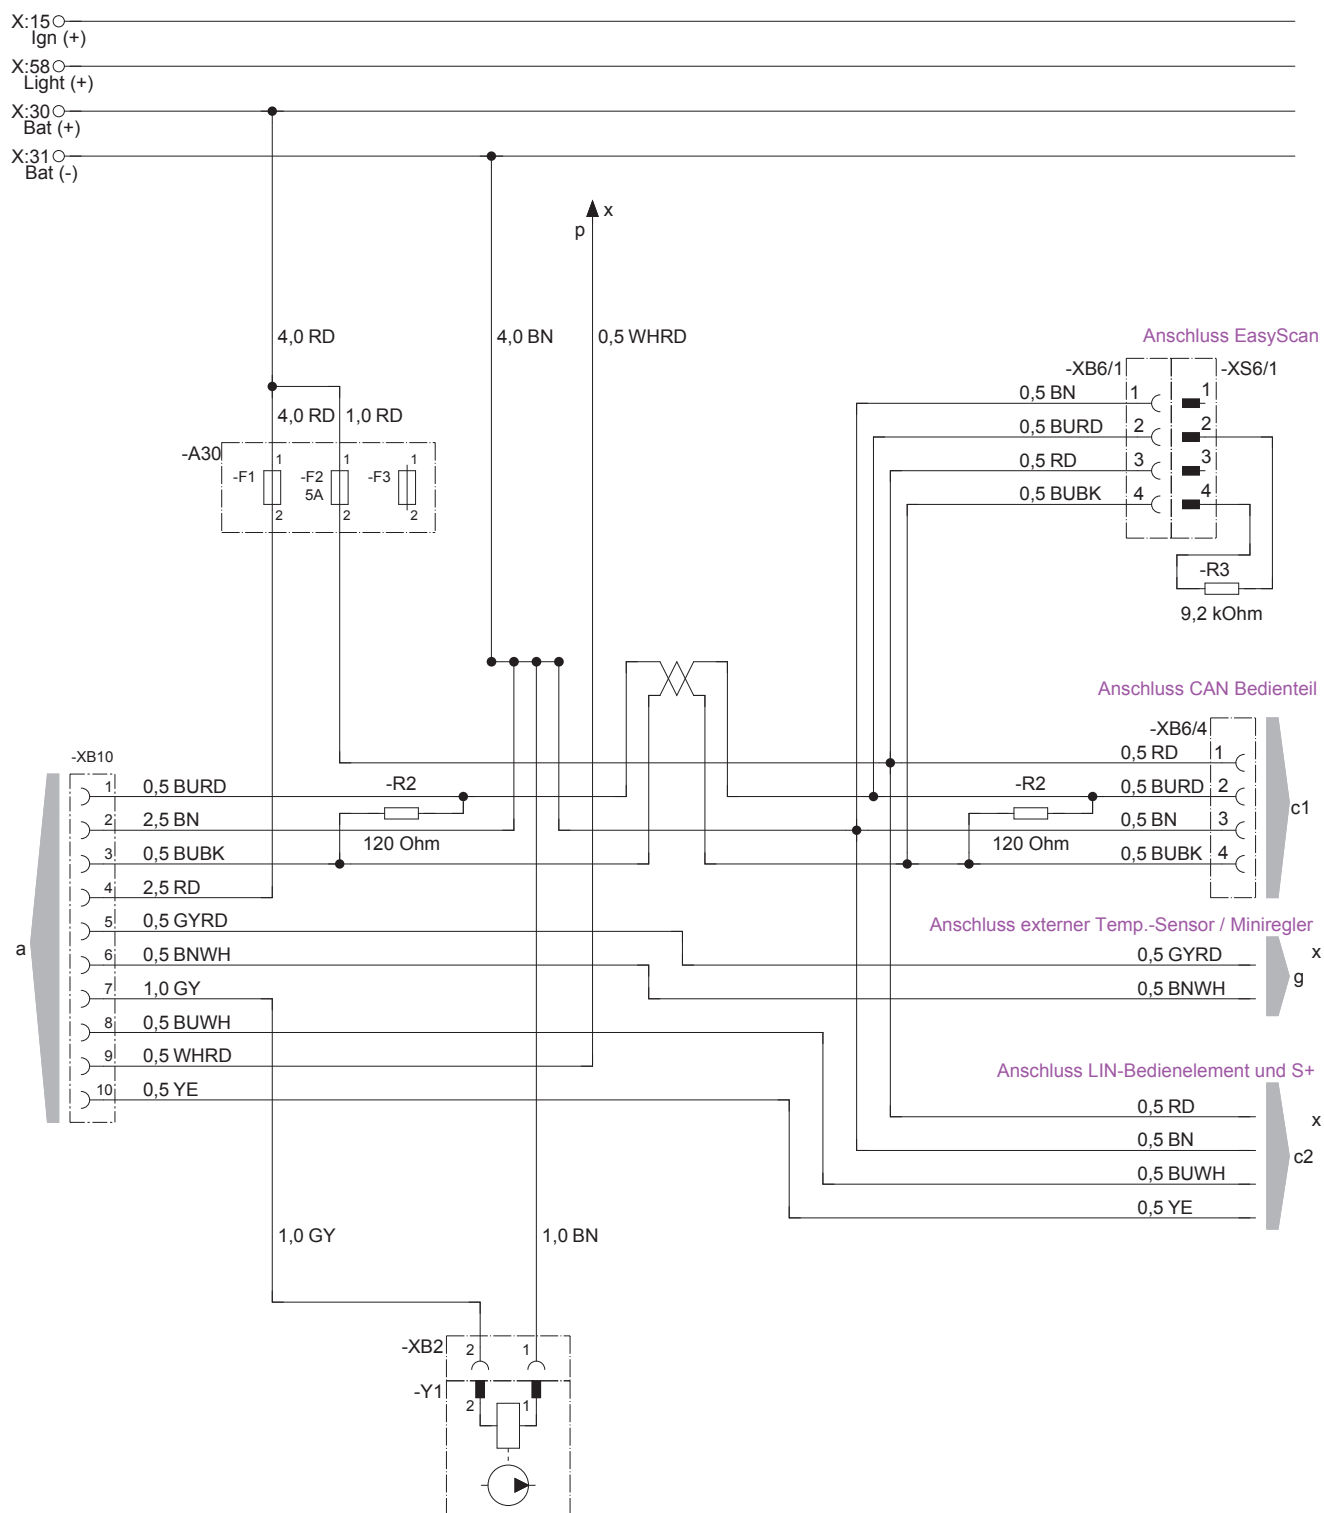 X:15
Ign (+)
X:58
Light (+)
X:30
Bat (+)
X:31
Bat (-)
x
p
4,0 RD
4,0 BN
0,5 WHRD
4,0 RD
1,0 RD
-A30
-F1
1
2
-F2
5A
1
2
-F3
1
2
Anschluss EasyScan
-XB6/1
-XS6/1
0,5 BN
1
1
0,5 BURD
2
2
0,5 RD
3
3
0,5 BUBK
4
4
-R3
9,2 kOhm
Anschluss CAN Bedienteil
-XB6/4
0,5 RD
1
0,5 BURD
2
0,5 BN
3
0,5 BUBK
4
c1
-R2
120 Ohm
-R2
120 Ohm
-XB10
a
1
0,5 BURD
2
2,5 BN
3
0,5 BUBK
4
2,5 RD
5
0,5 GYRD
6
0,5 BNWH
7
1,0 GY
8
0,5 BUWH
9
0,5 WHRD
10
0,5 YE
Anschluss externer Temp.-Sensor / Miniregler
0,5 GYRD
x
g
0,5 BNWH
Anschluss LIN-Bedienelement und S+
0,5 RD
x
0,5 BN
c2
0,5 BUWH
0,5 YE
1,0 GY
1,0 BN
-XB2
2
1
-Y1
2
1